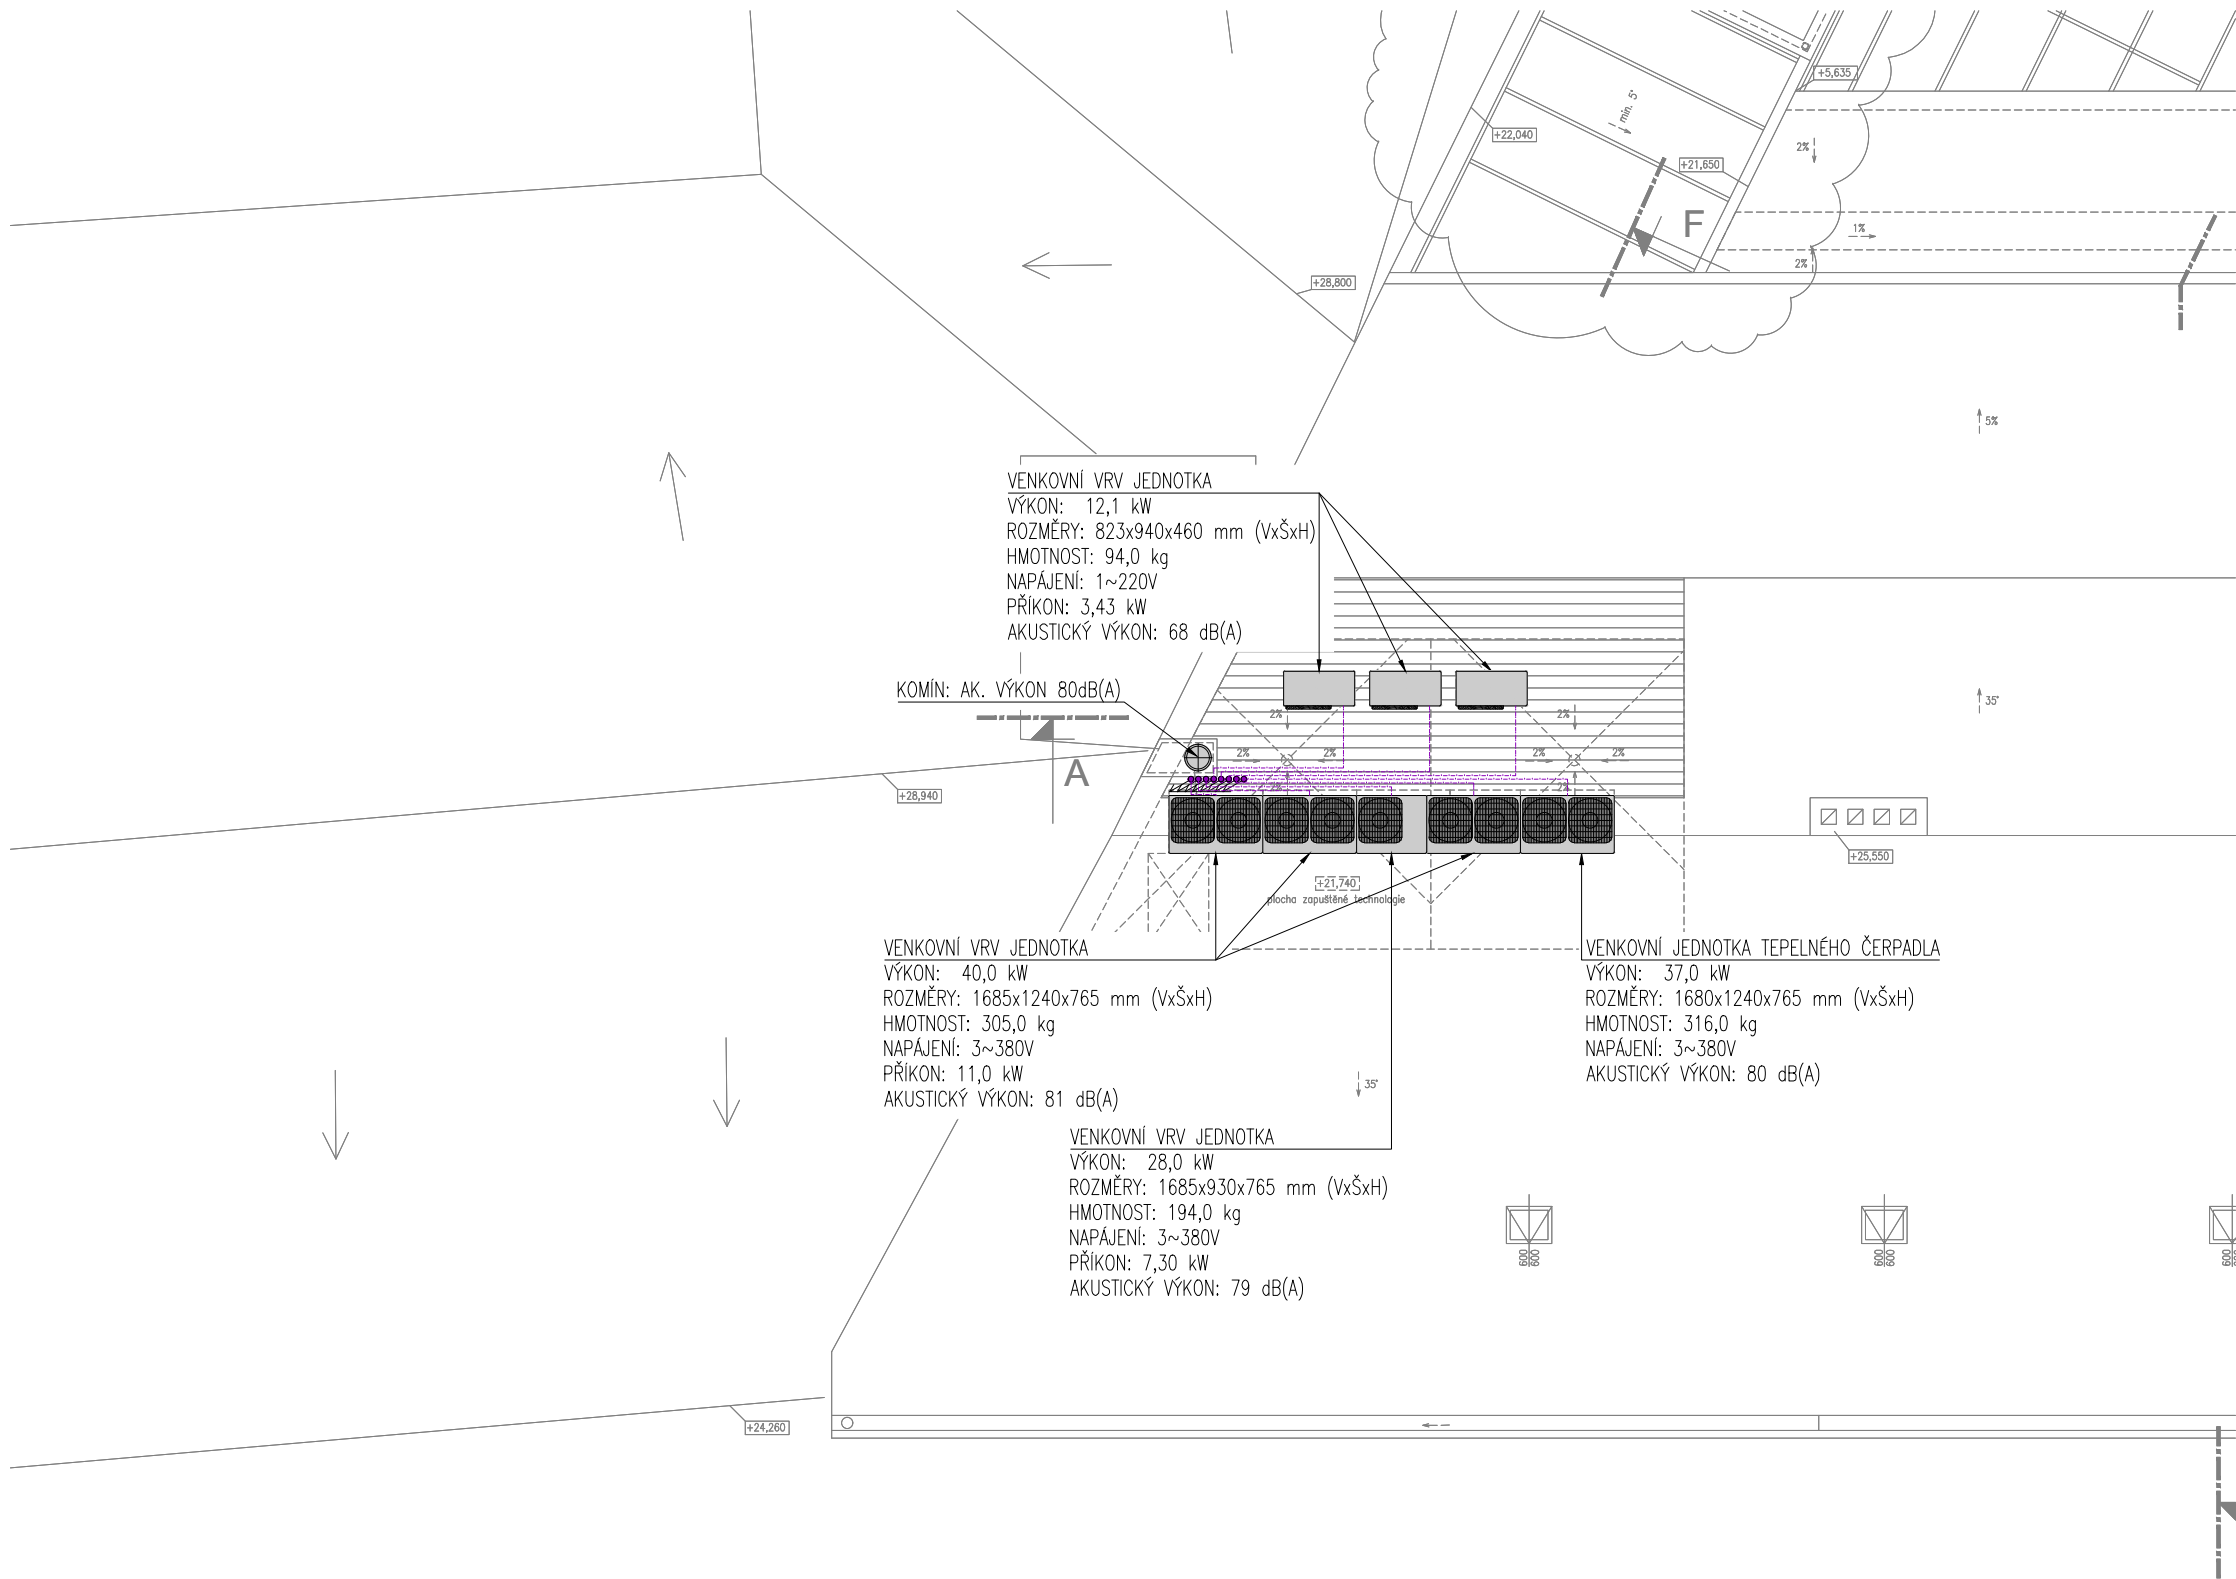 +5,635
min. 5°
+22,040
2%
+21,650
F
1%
2%
+28,800
5%
VENKOVNÍ VRV JEDNOTKA
VÝKON: 12,1 kW
ROZMĚRY: 823x940x460 mm (VxŠxH)
HMOTNOST: 94,0 kg
NAPÁJENÍ: 1~220V
PŘÍKON: 3,43 kW
AKUSTICKÝ VÝKON: 68 dB(A)
KOMÍN: AK. VÝKON 80dB(A)
35°
2%
2%
2%
2%
2%
2%
A
2%
2%
+28,940
+25,550
+21,740
plocha zapuštěné technologie
VENKOVNÍ VRV JEDNOTKA
VÝKON: 40,0 kW
ROZMĚRY: 1685x1240x765 mm (VxŠxH)
HMOTNOST: 305,0 kg
NAPÁJENÍ: 3~380V
PŘÍKON: 11,0 kW
AKUSTICKÝ VÝKON: 81 dB(A)
VENKOVNÍ JEDNOTKA TEPELNÉHO ČERPADLA
VÝKON: 37,0 kW
ROZMĚRY: 1680x1240x765 mm (VxŠxH)
HMOTNOST: 316,0 kg
NAPÁJENÍ: 3~380V
AKUSTICKÝ VÝKON: 80 dB(A)
35°
VENKOVNÍ VRV JEDNOTKA
VÝKON: 28,0 kW
ROZMĚRY: 1685x930x765 mm (VxŠxH)
HMOTNOST: 194,0 kg
NAPÁJENÍ: 3~380V
PŘÍKON: 7,30 kW
AKUSTICKÝ VÝKON: 79 dB(A)
600
600
600
600
600
+24,260